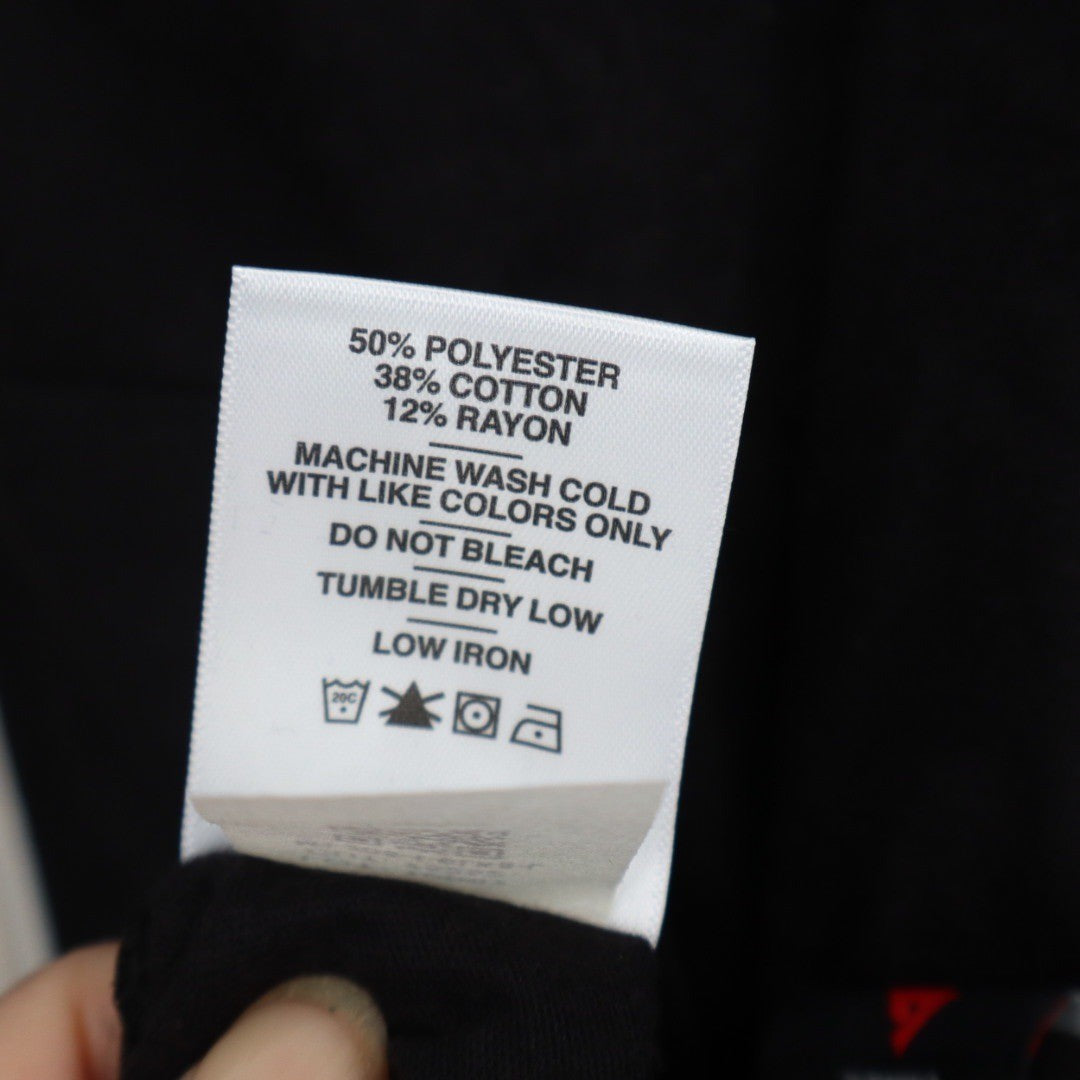 50% POLYESTER
38% COTTON
12% RAYON
MACHINE WASH COLD
WITH LIKE COLORS ONLY
DO NOT BLEACH
TUMBLE DRY LOW
LOW IRON
20C